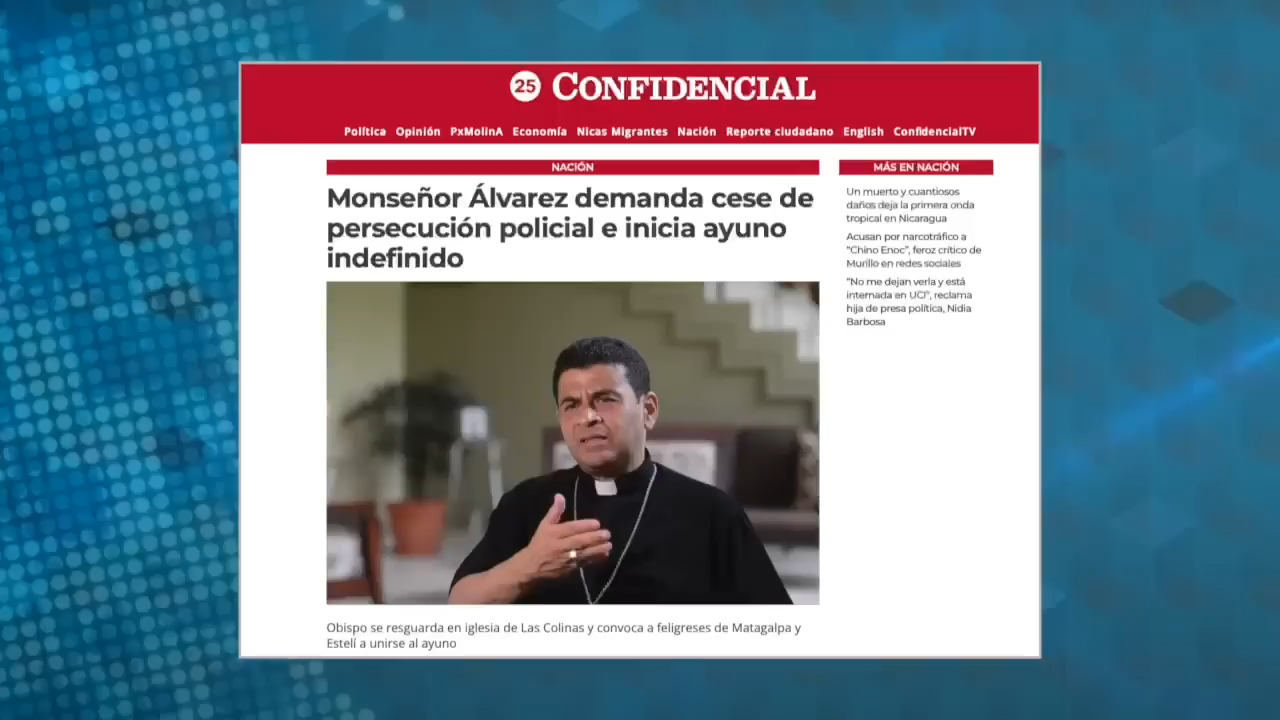 25 CONFIDENCIAL
Política Opinión PxMolinA Economía Nicas Migrantes Nación Reporte ciudadano English ConfidencialTV
NACIÓN
Monseñor Álvarez demanda cese de
persecución policial e inicia ayuno
indefinido
Obispo se resguarda en iglesia de Las Colinas y convoca a feligreses de Matagalpa y
Estelí a unirse al ayuno
MÁS EN NACIÓN
Un muerto y cuantiosos
daños deja la primera onda
tropical en Nicaragua
Acusan por narcotráfico a
“Chino Enoc”, feroz crítico de
Murillo en redes sociales
“No me dejan verla y está
internada en UCI”, reclama
hija de presa política, Nidia
Barbosa